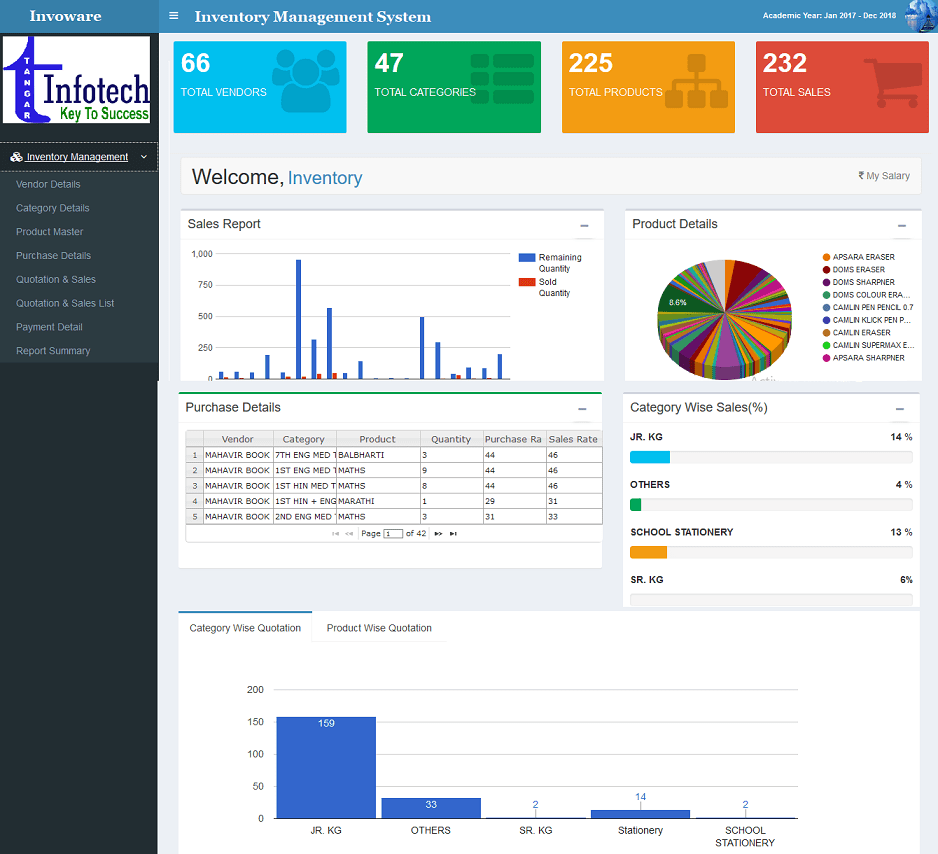 Invoware
Inventory Management System
Academic Year: Jan 2017 - Dec 2018
TANGAR
Infotech
Key To Success
Inventory Management
Vendor Details
Category Details
Product Master
Purchase Details
Quotation & Sales
Quotation & Sales List
Payment Detail
Report Summary
66
TOTAL VENDORS
47
TOTAL CATEGORIES
225
TOTAL PRODUCTS
232
TOTAL SALES
Welcome, Inventory
₹ My Salary
Sales Report
1,000
750
500
250
0
Remaining
Quantity
Sold
Quantity
Product Details
8.6%
APSARA ERASER
DOMS ERASER
DOMS SHARPNER
DOMS COLOUR ERA...
CAMLIN PEN PENCIL 0.7
CAMLIN KLICK PEN P...
CAMLIN ERASER
CAMLIN SUPERMAX E...
APSARA SHARPNER
Purchase Details
Vendor Category Product Quantity Purchase Ra Sales Rate
1 MAHAVIR BOOK 7TH ENG MED T BALBHARTI 3 44 46
2 MAHAVIR BOOK 1ST ENG MED T MATHS 9 44 46
3 MAHAVIR BOOK 1ST HIN MED T MATHS 8 44 46
4 MAHAVIR BOOK 1ST HIN + ENG MARATHI 1 29 31
5 MAHAVIR BOOK 2ND ENG MED T MATHS 3 31 33
Page 1 of 42
Category Wise Sales(%)
JR. KG 14 %
OTHERS 4 %
SCHOOL STATIONERY 13 %
SR. KG 6%
Category Wise Quotation Product Wise Quotation
200
150
100
50
0
159
33
2
14
2
JR. KG OTHERS SR. KG Stationery SCHOOL
STATIONERY